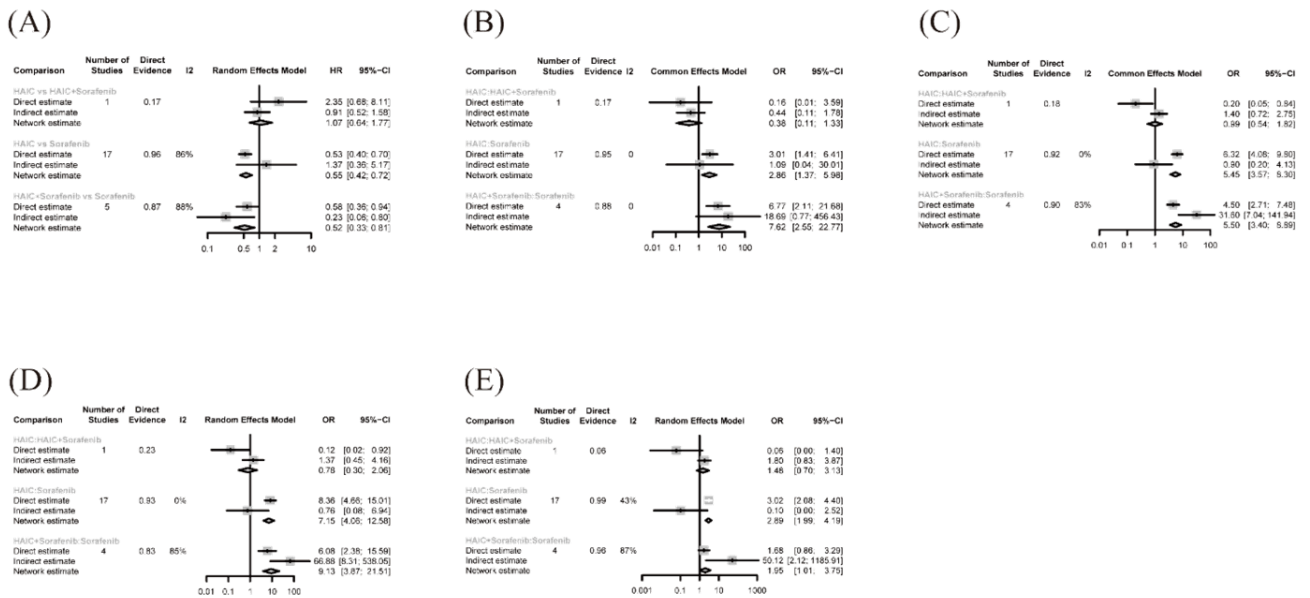 (A)
Number of Direct
Comparison Studies Evidence I2 Random Effects Model HR 95%-CI
HAIC vs HAIC+Sorafenib
Direct estimate 1 0.17 2.35 [0.68; 8.11]
Indirect estimate 0.91 [0.52; 1.58]
Network estimate 1.07 [0.64; 1.77]
HAIC vs Sorafenib
Direct estimate 17 0.96 86% 0.53 [0.40; 0.70]
Indirect estimate 1.37 [0.36; 5.17]
Network estimate 0.55 [0.42; 0.72]
HAIC+Sorafenib vs Sorafenib
Direct estimate 5 0.87 88% 0.58 [0.36; 0.94]
Indirect estimate 0.23 [0.06; 0.80]
Network estimate 0.52 [0.33; 0.81]
0.1 0.5 1 2 10
(B)
Number of Direct
Comparison Studies Evidence I2 Common Effects Model OR 95%-CI
HAIC:HAIC+Sorafenib
Direct estimate 1 0.17 0.16 [0.01; 3.59]
Indirect estimate 0.44 [0.11; 1.78]
Network estimate 0.38 [0.11; 1.33]
HAIC:Sorafenib
Direct estimate 17 0.95 0 3.01 [1.41; 6.41]
Indirect estimate 1.09 [0.04; 30.01]
Network estimate 2.86 [1.37; 5.98]
HAIC+Sorafenib:Sorafenib
Direct estimate 4 0.88 0 6.77 [2.11; 21.68]
Indirect estimate 18.69 [0.77; 456.43]
Network estimate 7.62 [2.55; 22.77]
0.01 0.1 1 10 100
(C)
Number of Direct
Comparison Studies Evidence I2 Common Effects Model OR 95%-CI
HAIC:HAIC+Sorafenib
Direct estimate 1 0.18 0.20 [0.05; 0.84]
Indirect estimate 1.40 [0.72; 2.75]
Network estimate 0.99 [0.54; 1.82]
HAIC:Sorafenib
Direct estimate 17 0.92 0% 6.32 [4.08; 9.80]
Indirect estimate 0.90 [0.20; 4.13]
Network estimate 5.45 [3.57; 8.30]
HAIC+Sorafenib:Sorafenib
Direct estimate 4 0.90 83% 4.50 [2.71; 7.48]
Indirect estimate 31.60 [7.04; 141.94]
Network estimate 5.50 [3.40; 8.89]
0.01 0.1 1 10 100
(D)
Number of Direct
Comparison Studies Evidence I2 Random Effects Model OR 95%-CI
HAIC:HAIC+Sorafenib
Direct estimate 1 0.23 0.12 [0.02; 0.92]
Indirect estimate 1.37 [0.45; 4.16]
Network estimate 0.78 [0.30; 2.06]
HAIC:Sorafenib
Direct estimate 17 0.93 0% 8.36 [4.66; 15.01]
Indirect estimate 0.76 [0.08; 6.94]
Network estimate 7.15 [4.06; 12.58]
HAIC+Sorafenib:Sorafenib
Direct estimate 4 0.83 85% 6.08 [2.38; 15.59]
Indirect estimate 66.88 [8.31; 538.05]
Network estimate 9.13 [3.87; 21.51]
0.01 0.1 1 10 100
(E)
Number of Direct
Comparison Studies Evidence I2 Random Effects Model OR 95%-CI
HAIC:HAIC+Sorafenib
Direct estimate 1 0.06 0.06 [0.00; 1.40]
Indirect estimate 1.80 [0.83; 3.87]
Network estimate 1.48 [0.70; 3.13]
HAIC:Sorafenib
Direct estimate 17 0.99 43% 3.02 [2.08; 4.40]
Indirect estimate 0.10 [0.00; 2.52]
Network estimate 2.89 [1.99; 4.19]
HAIC+Sorafenib:Sorafenib
Direct estimate 4 0.96 87% 1.68 [0.86; 3.29]
Indirect estimate 50.12 [2.12; 1185.91]
Network estimate 1.95 [1.01; 3.75]
0.001 0.1 1 10 1000